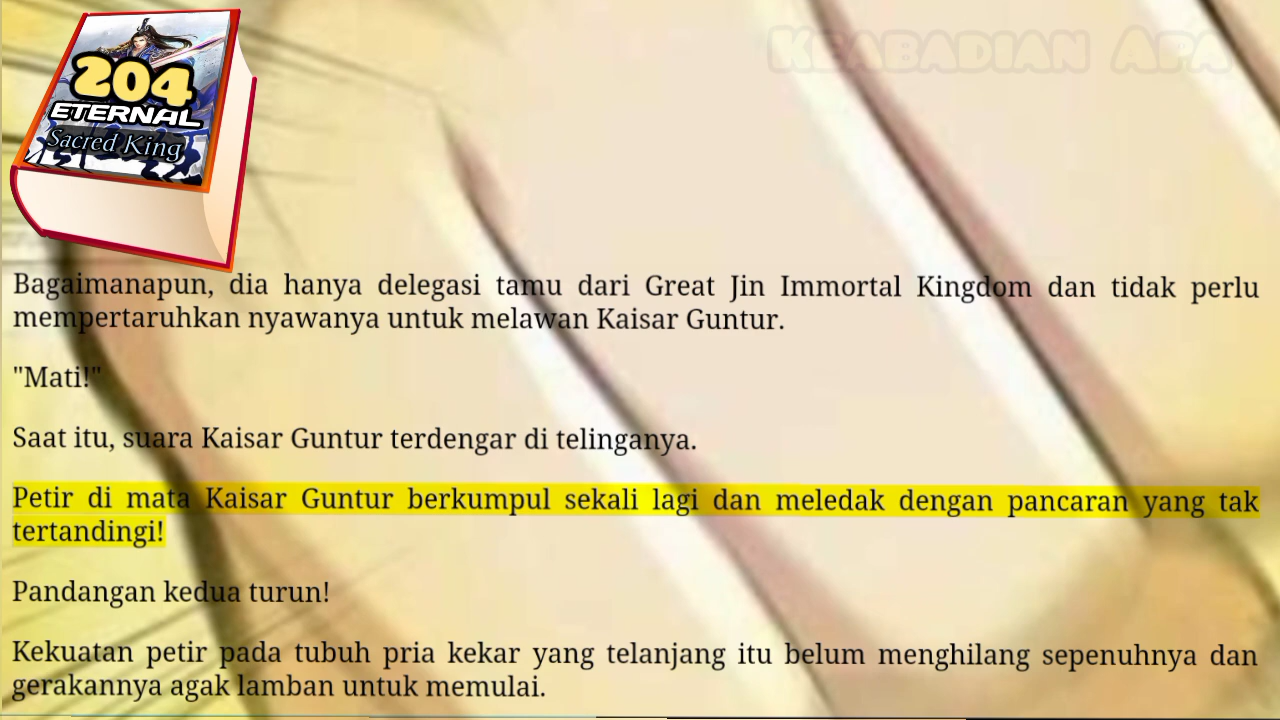 KEABADIAN APA
204
ETERNAL
Sacred King
Bagaimanapun, dia hanya delegasi tamu dari Great Jin Immortal Kingdom dan tidak perlu
mempertaruhkan nyawanya untuk melawan Kaisar Guntur.
"Mati!"
Saat itu, suara Kaisar Guntur terdengar di telinganya.
Petir di mata Kaisar Guntur berkumpul sekali lagi dan meledak dengan pancaran yang tak
tertandingi!
Pandangan kedua turun!
Kekuatan petir pada tubuh pria kekar yang telanjang itu belum menghilang sepenuhnya dan
gerakannya agak lamban untuk memulai.